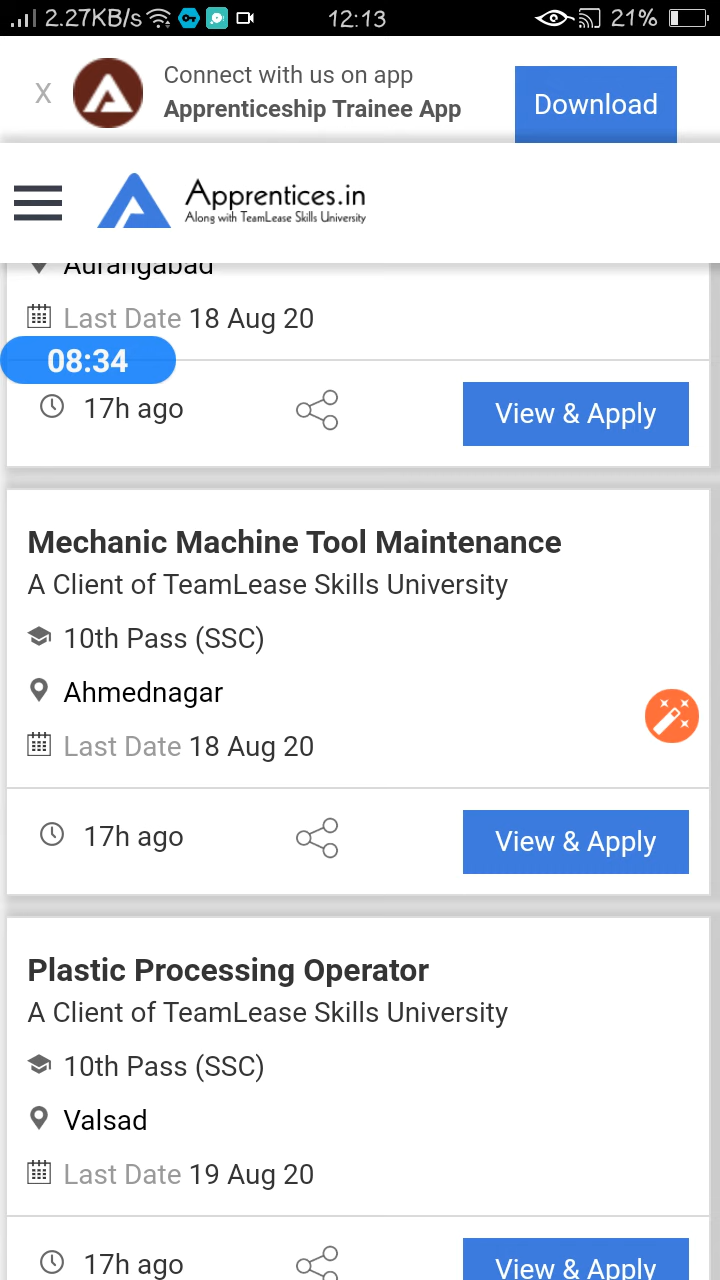 2.27KB/s 12:13 21%
X
Connect with us on app
Apprenticeship Trainee App
Download
Apprentices.in
Along with TeamLease Skills University
Aurangabad
Last Date 18 Aug 20
08:34
17h ago
View & Apply
Mechanic Machine Tool Maintenance
A Client of TeamLease Skills University
10th Pass (SSC)
Ahmednagar
Last Date 18 Aug 20
17h ago
View & Apply
Plastic Processing Operator
A Client of TeamLease Skills University
10th Pass (SSC)
Valsad
Last Date 19 Aug 20
17h ago
View & Apply